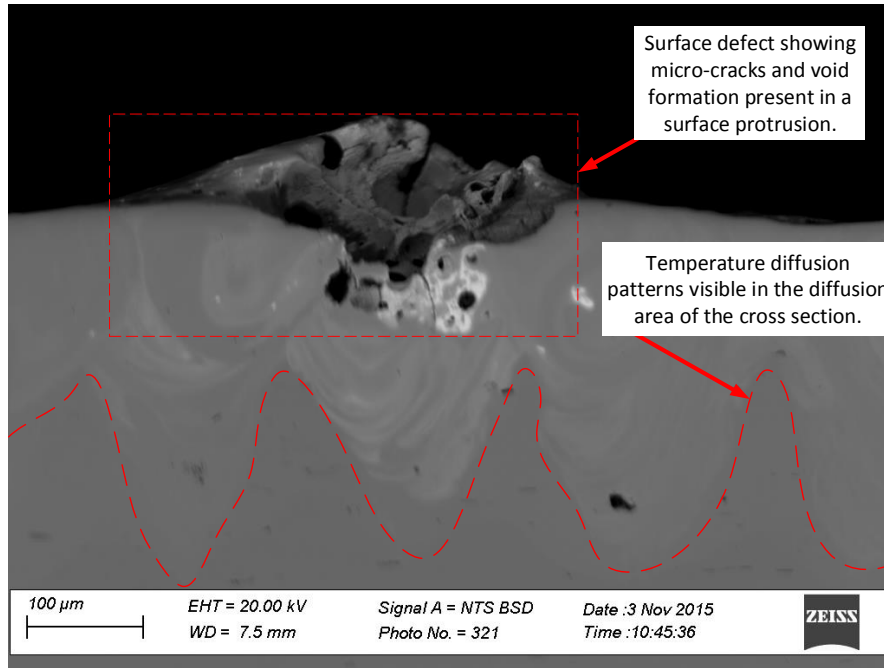 Surface defect showing
micro-cracks and void
formation present in a
surface protrusion.
Temperature diffusion
patterns visible in the diffusion
area of the cross section.
100 µm
EHT = 20.00 kV
Signal A = NTS BSD
Date :3 Nov 2015
WD = 7.5 mm
Photo No. = 321
Time :10:45:36
ZEISS